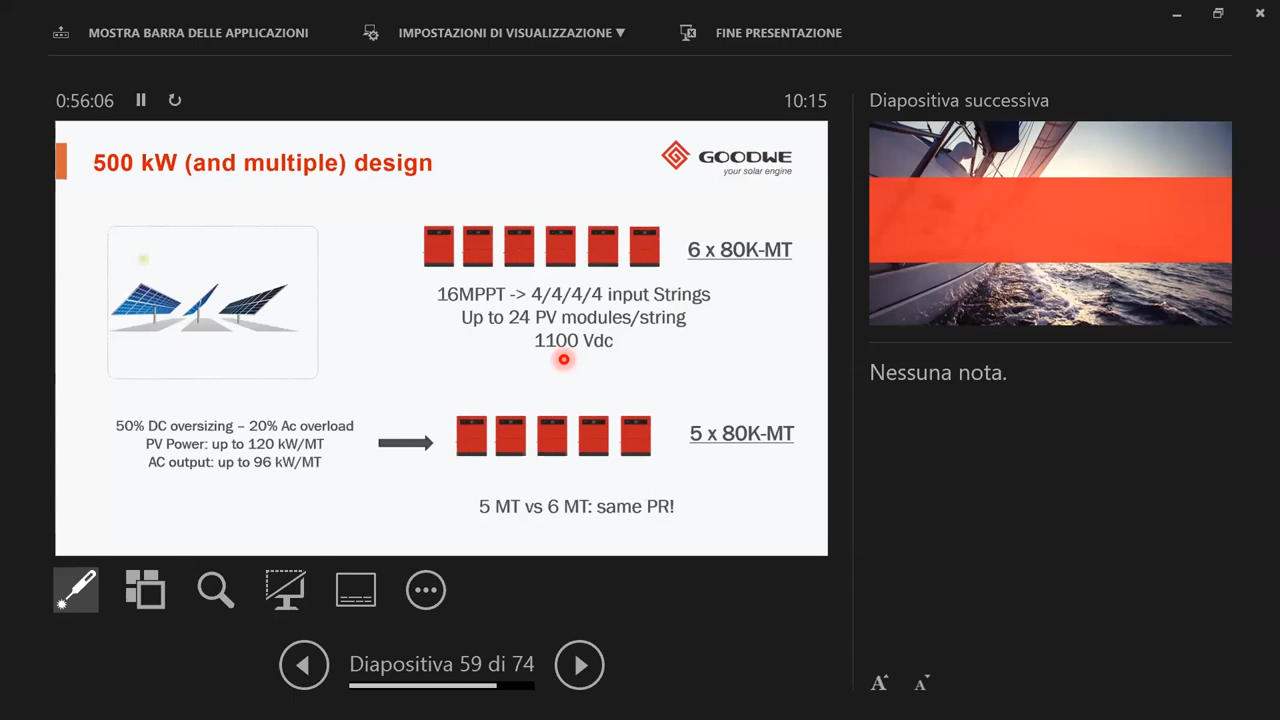 MOSTRA BARRA DELLE APPLICAZIONI
IMPOSTAZIONI DI VISUALIZZAZIONE ▼
FINE PRESENTAZIONE
0:56:06
10:15
Diapositiva successiva
500 kW (and multiple) design
GOODWE
your solar engine
6 x 80K-MT
16MPPT -> 4/4/4/4 input Strings
Up to 24 PV modules/string
1100 Vdc
50% DC oversizing – 20% Ac overload
PV Power: up to 120 kW/MT
AC output: up to 96 kW/MT
5 x 80K-MT
5 MT vs 6 MT: same PR!
Nessuna nota.
Diapositiva 59 di 74
A A